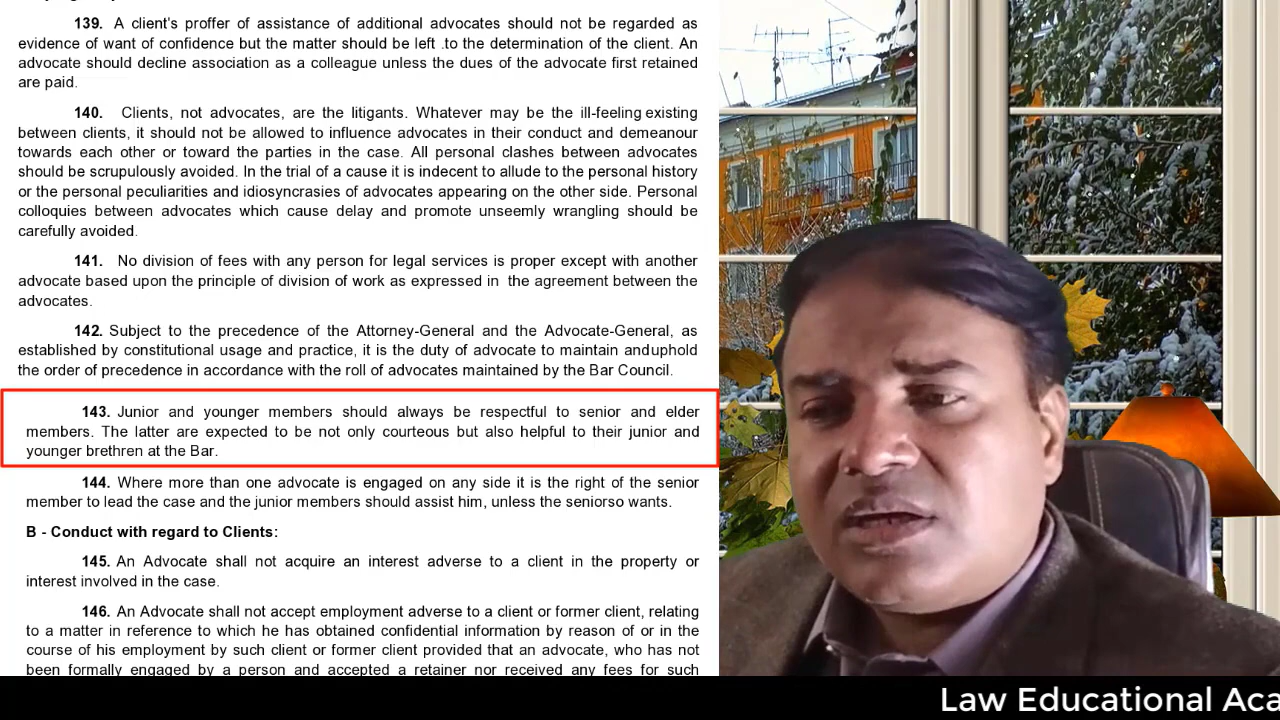 139. A client's proffer of assistance of additional advocates should not be regarded as
evidence of want of confidence but the matter should be left .to the determination of the client. An
advocate should decline association as a colleague unless the dues of the advocate first retained
are paid.
140. Clients, not advocates, are the litigants. Whatever may be the ill-feeling existing
between clients, it should not be allowed to influence advocates in their conduct and demeanour
towards each other or toward the parties in the case. All personal clashes between advocates
should be scrupulously avoided. In the trial of a cause it is indecent to allude to the personal history
or the personal peculiarities and idiosyncrasies of advocates appearing on the other side. Personal
colloquies between advocates which cause delay and promote unseemly wrangling should be
carefully avoided.
141. No division of fees with any person for legal services is proper except with another
advocate based upon the principle of division of work as expressed in the agreement between the
advocates.
142. Subject to the precedence of the Attorney-General and the Advocate-General, as
established by constitutional usage and practice, it is the duty of advocate to maintain anduphold
the order of precedence in accordance with the roll of advocates maintained by the Bar Council.
143. Junior and younger members should always be respectful to senior and elder
members. The latter are expected to be not only courteous but also helpful to their junior and
younger brethren at the Bar.
144. Where more than one advocate is engaged on any side it is the right of the senior
member to lead the case and the junior members should assist him, unless the seniorso wants.
B - Conduct with regard to Clients:
145. An Advocate shall not acquire an interest adverse to a client in the property or
interest involved in the case.
146. An Advocate shall not accept employment adverse to a client or former client, relating
to a matter in reference to which he has obtained confidential information by reason of or in the
course of his employment by such client or former client provided that an advocate, who has not
been formally engaged by a person and accepted a retainer nor received any fees for such
Law Educational Aca